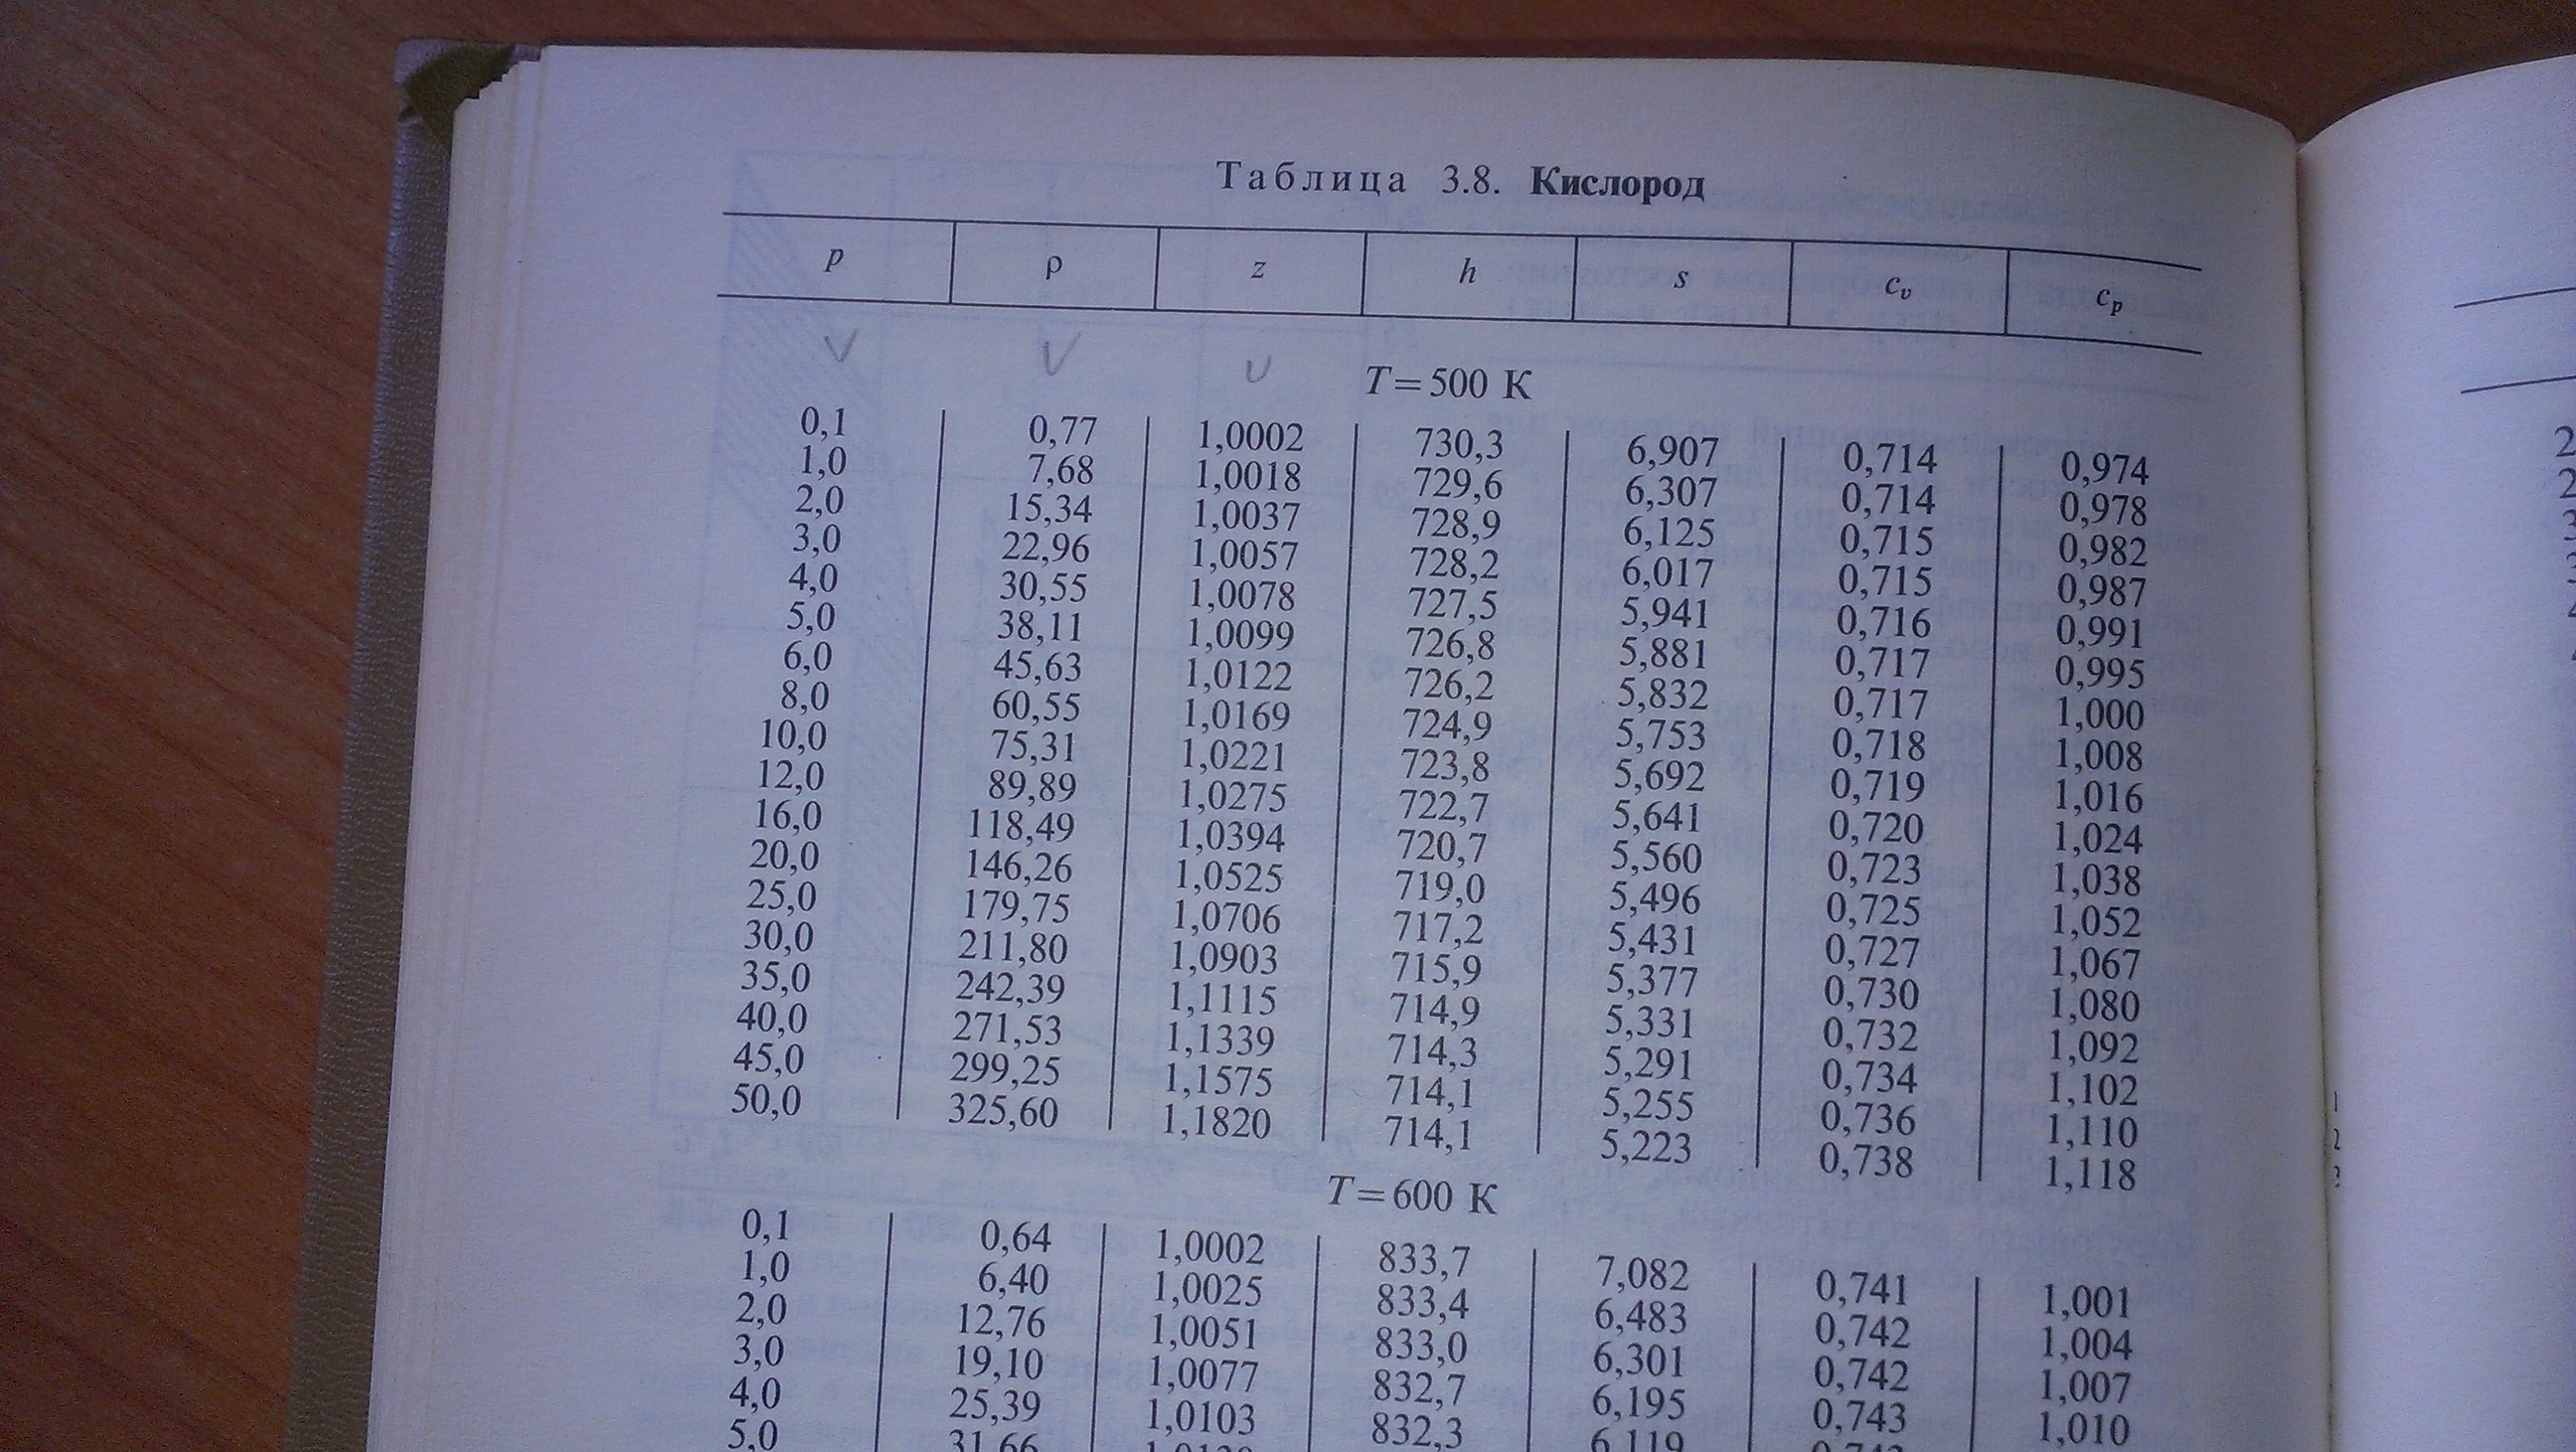 Таблица 3.8. Кислород
p ρ z h s c_v c_p
V V υ
T=500 К
0,1 0,77 1,0002 730,3 6,907 0,714 0,974
1,0 7,68 1,0018 729,6 6,307 0,714 0,978
2,0 15,34 1,0037 728,9 6,125 0,715 0,982
3,0 22,96 1,0057 728,2 6,017 0,715 0,987
4,0 30,55 1,0078 727,5 5,941 0,716 0,991
5,0 38,11 1,0099 726,8 5,881 0,717 0,995
6,0 45,63 1,0122 726,2 5,832 0,717 1,000
8,0 60,55 1,0169 724,9 5,753 0,718 1,008
10,0 75,31 1,0221 723,8 5,692 0,719 1,016
12,0 89,89 1,0275 722,7 5,641 0,720 1,024
16,0 118,49 1,0394 720,7 5,560 0,723 1,038
20,0 146,26 1,0525 719,0 5,496 0,725 1,052
25,0 179,75 1,0706 717,2 5,431 0,727 1,067
30,0 211,80 1,0903 715,9 5,377 0,730 1,080
35,0 242,39 1,1115 714,9 5,331 0,732 1,092
40,0 271,53 1,1339 714,3 5,291 0,734 1,102
45,0 299,25 1,1575 714,1 5,255 0,736 1,110
50,0 325,60 1,1820 714,1 5,223 0,738 1,118
T=600 К
0,1 0,64 1,0002 833,7 7,082 0,741 1,001
1,0 6,40 1,0025 833,4 6,483 0,742 1,004
2,0 12,76 1,0051 833,0 6,301 0,742 1,007
3,0 19,10 1,0077 832,7 6,195 0,743 1,010
4,0 25,39 1,0103 832,3 6,119
5,0 31,66